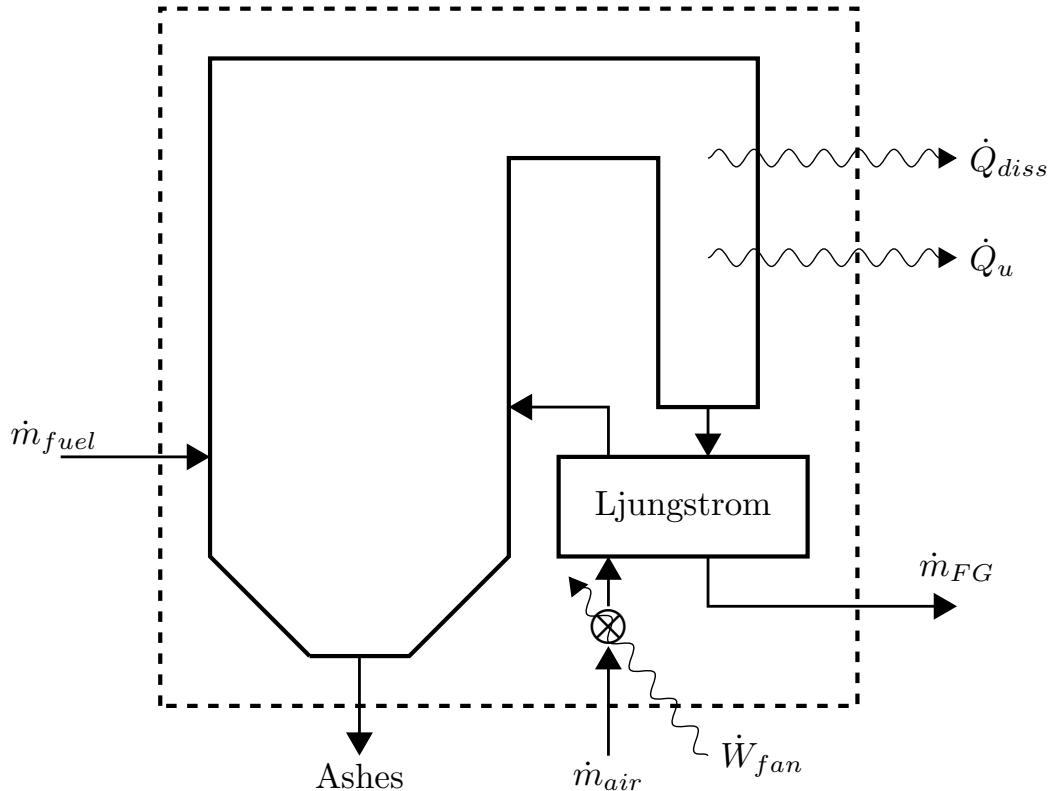 Q̇_diss
Q̇_u
ṁ_fuel
Ljungstrom
ṁ_FG
Ẇ_fan
ṁ_air
Ashes